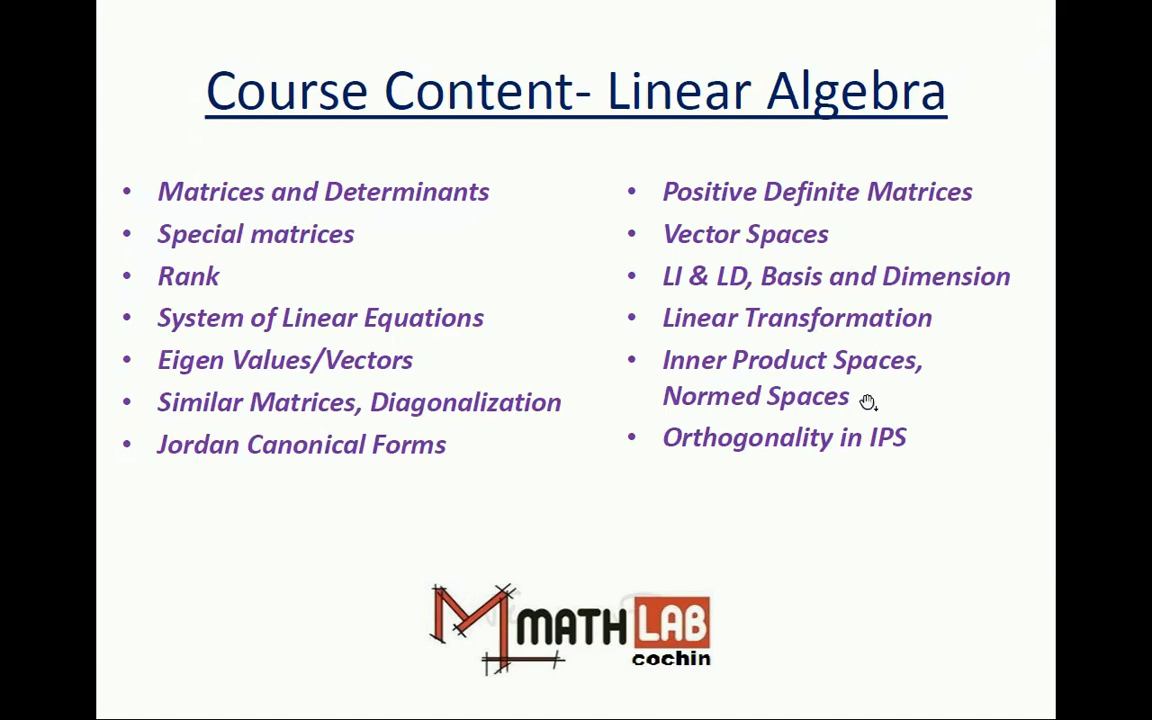 Course Content- Linear Algebra
• Matrices and Determinants
• Special matrices
• Rank
• System of Linear Equations
• Eigen Values/Vectors
• Similar Matrices, Diagonalization
• Jordan Canonical Forms
• Positive Definite Matrices
• Vector Spaces
• LI & LD, Basis and Dimension
• Linear Transformation
• Inner Product Spaces,
Normed Spaces
• Orthogonality in IPS
MATH LAB
cochin